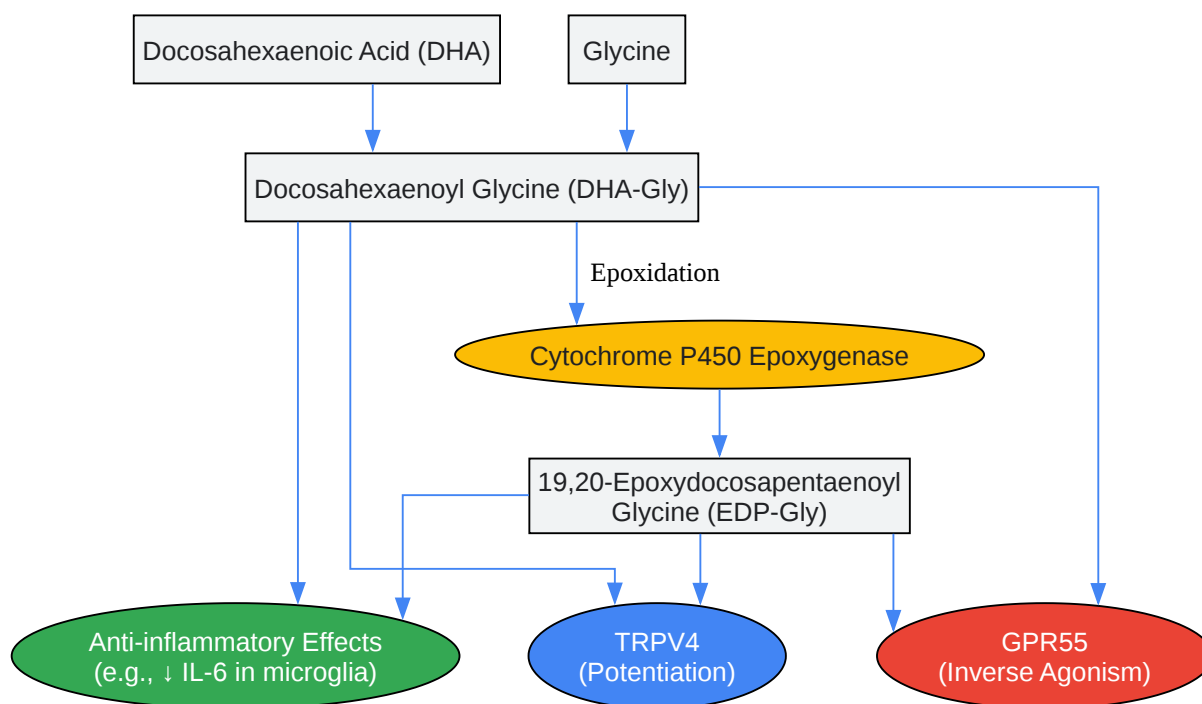 Docosahexaenoic Acid (DHA)
Glycine
Docosahexaenoyl Glycine (DHA-Gly)
Epoxidation
Cytochrome P450 Epoxygenase
19,20-Epoxydocosapentaenoyl
Glycine (EDP-Gly)
Anti-inflammatory Effects
(e.g., ↓ IL-6 in microglia)
TRPV4
(Potentiation)
GPR55
(Inverse Agonism)